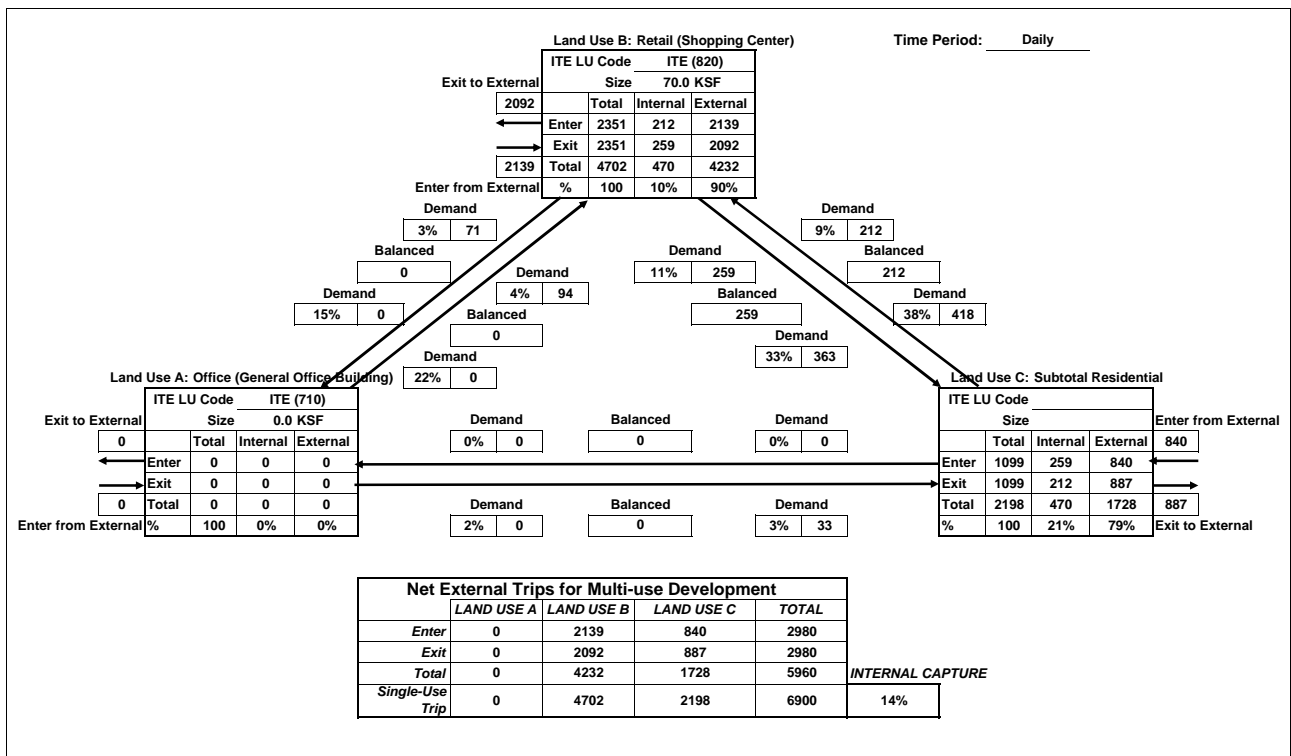 Land Use B: Retail (Shopping Center)
Time Period: Daily
ITE LU Code ITE (820)
Exit to External Size 70.0 KSF
2092 Total Internal External
Enter 2351 212 2139
Exit 2351 259 2092
2139 Total 4702 470 4232
Enter from External % 100 10% 90%
Demand
3% 71
Balanced
0
Demand
15% 0
Demand
4% 94
Balanced
0
Demand
22% 0
Demand
11% 259
Balanced
259
Demand
33% 363
Demand
9% 212
Balanced
212
Demand
38% 418
Land Use A: Office (General Office Building)
ITE LU Code ITE (710)
Exit to External Size 0.0 KSF
0 Total Internal External
Enter 0 0 0
Exit 0 0 0
0 Total 0 0 0
Enter from External % 100 0% 0%
Demand Balanced Demand
0% 0 0 0% 0
Demand Balanced Demand
2% 0 0 3% 33
Land Use C: Subtotal Residential
ITE LU Code
Size Enter from External
Total Internal External 840
Enter 1099 259 840
Exit 1099 212 887
Total 2198 470 1728 887
% 100 21% 79% Exit to External
Net External Trips for Multi-use Development
LAND USE A LAND USE B LAND USE C TOTAL
Enter 0 2139 840 2980
Exit 0 2092 887 2980
Total 0 4232 1728 5960 INTERNAL CAPTURE
Single-Use
Trip 0 4702 2198 6900 14%